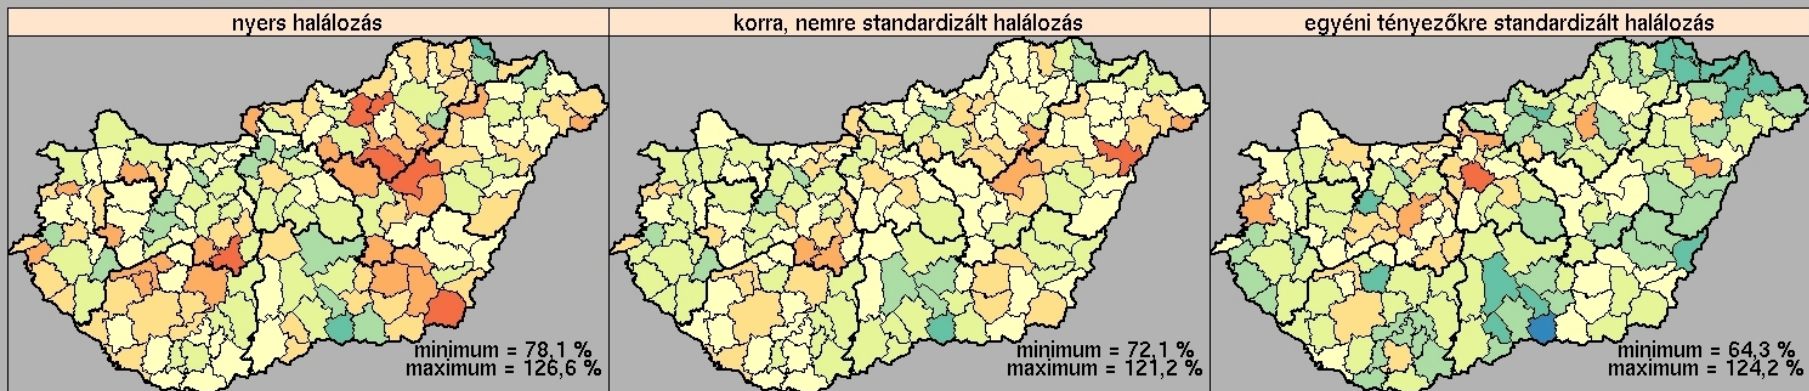 nyers halálozás
korra, nemre standardizált halálozás
egyéni tényezőkre standardizált halálozás
minimum = 78,1 %
maximum = 126,6 %
minimum = 72,1 %
maximum = 121,2 %
minimum = 64,3 %
maximum = 124,2 %